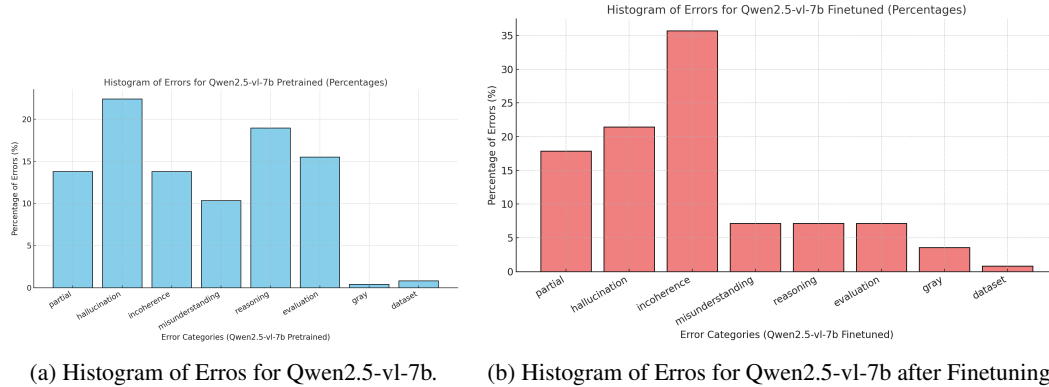 Histogram of Errors for Qwen2.5-vl-7b Pretrained (Percentages)
Percentage of Errors (%)
20
15
10
5
0
partial
hallucination
incoherence
misunderstanding
reasoning
evaluation
gray
dataset
Error Categories (Qwen2.5-vl-7b Pretrained)
(a) Histogram of Erros for Qwen2.5-vl-7b.
Histogram of Errors for Qwen2.5-vl-7b Finetuned (Percentages)
Percentage of Errors (%)
35
30
25
20
15
10
5
0
partial
hallucination
incoherence
misunderstanding
reasoning
evaluation
gray
dataset
Error Categories (Qwen2.5-vl-7b Finetuned)
(b) Histogram of Erros for Qwen2.5-vl-7b after Finetuning